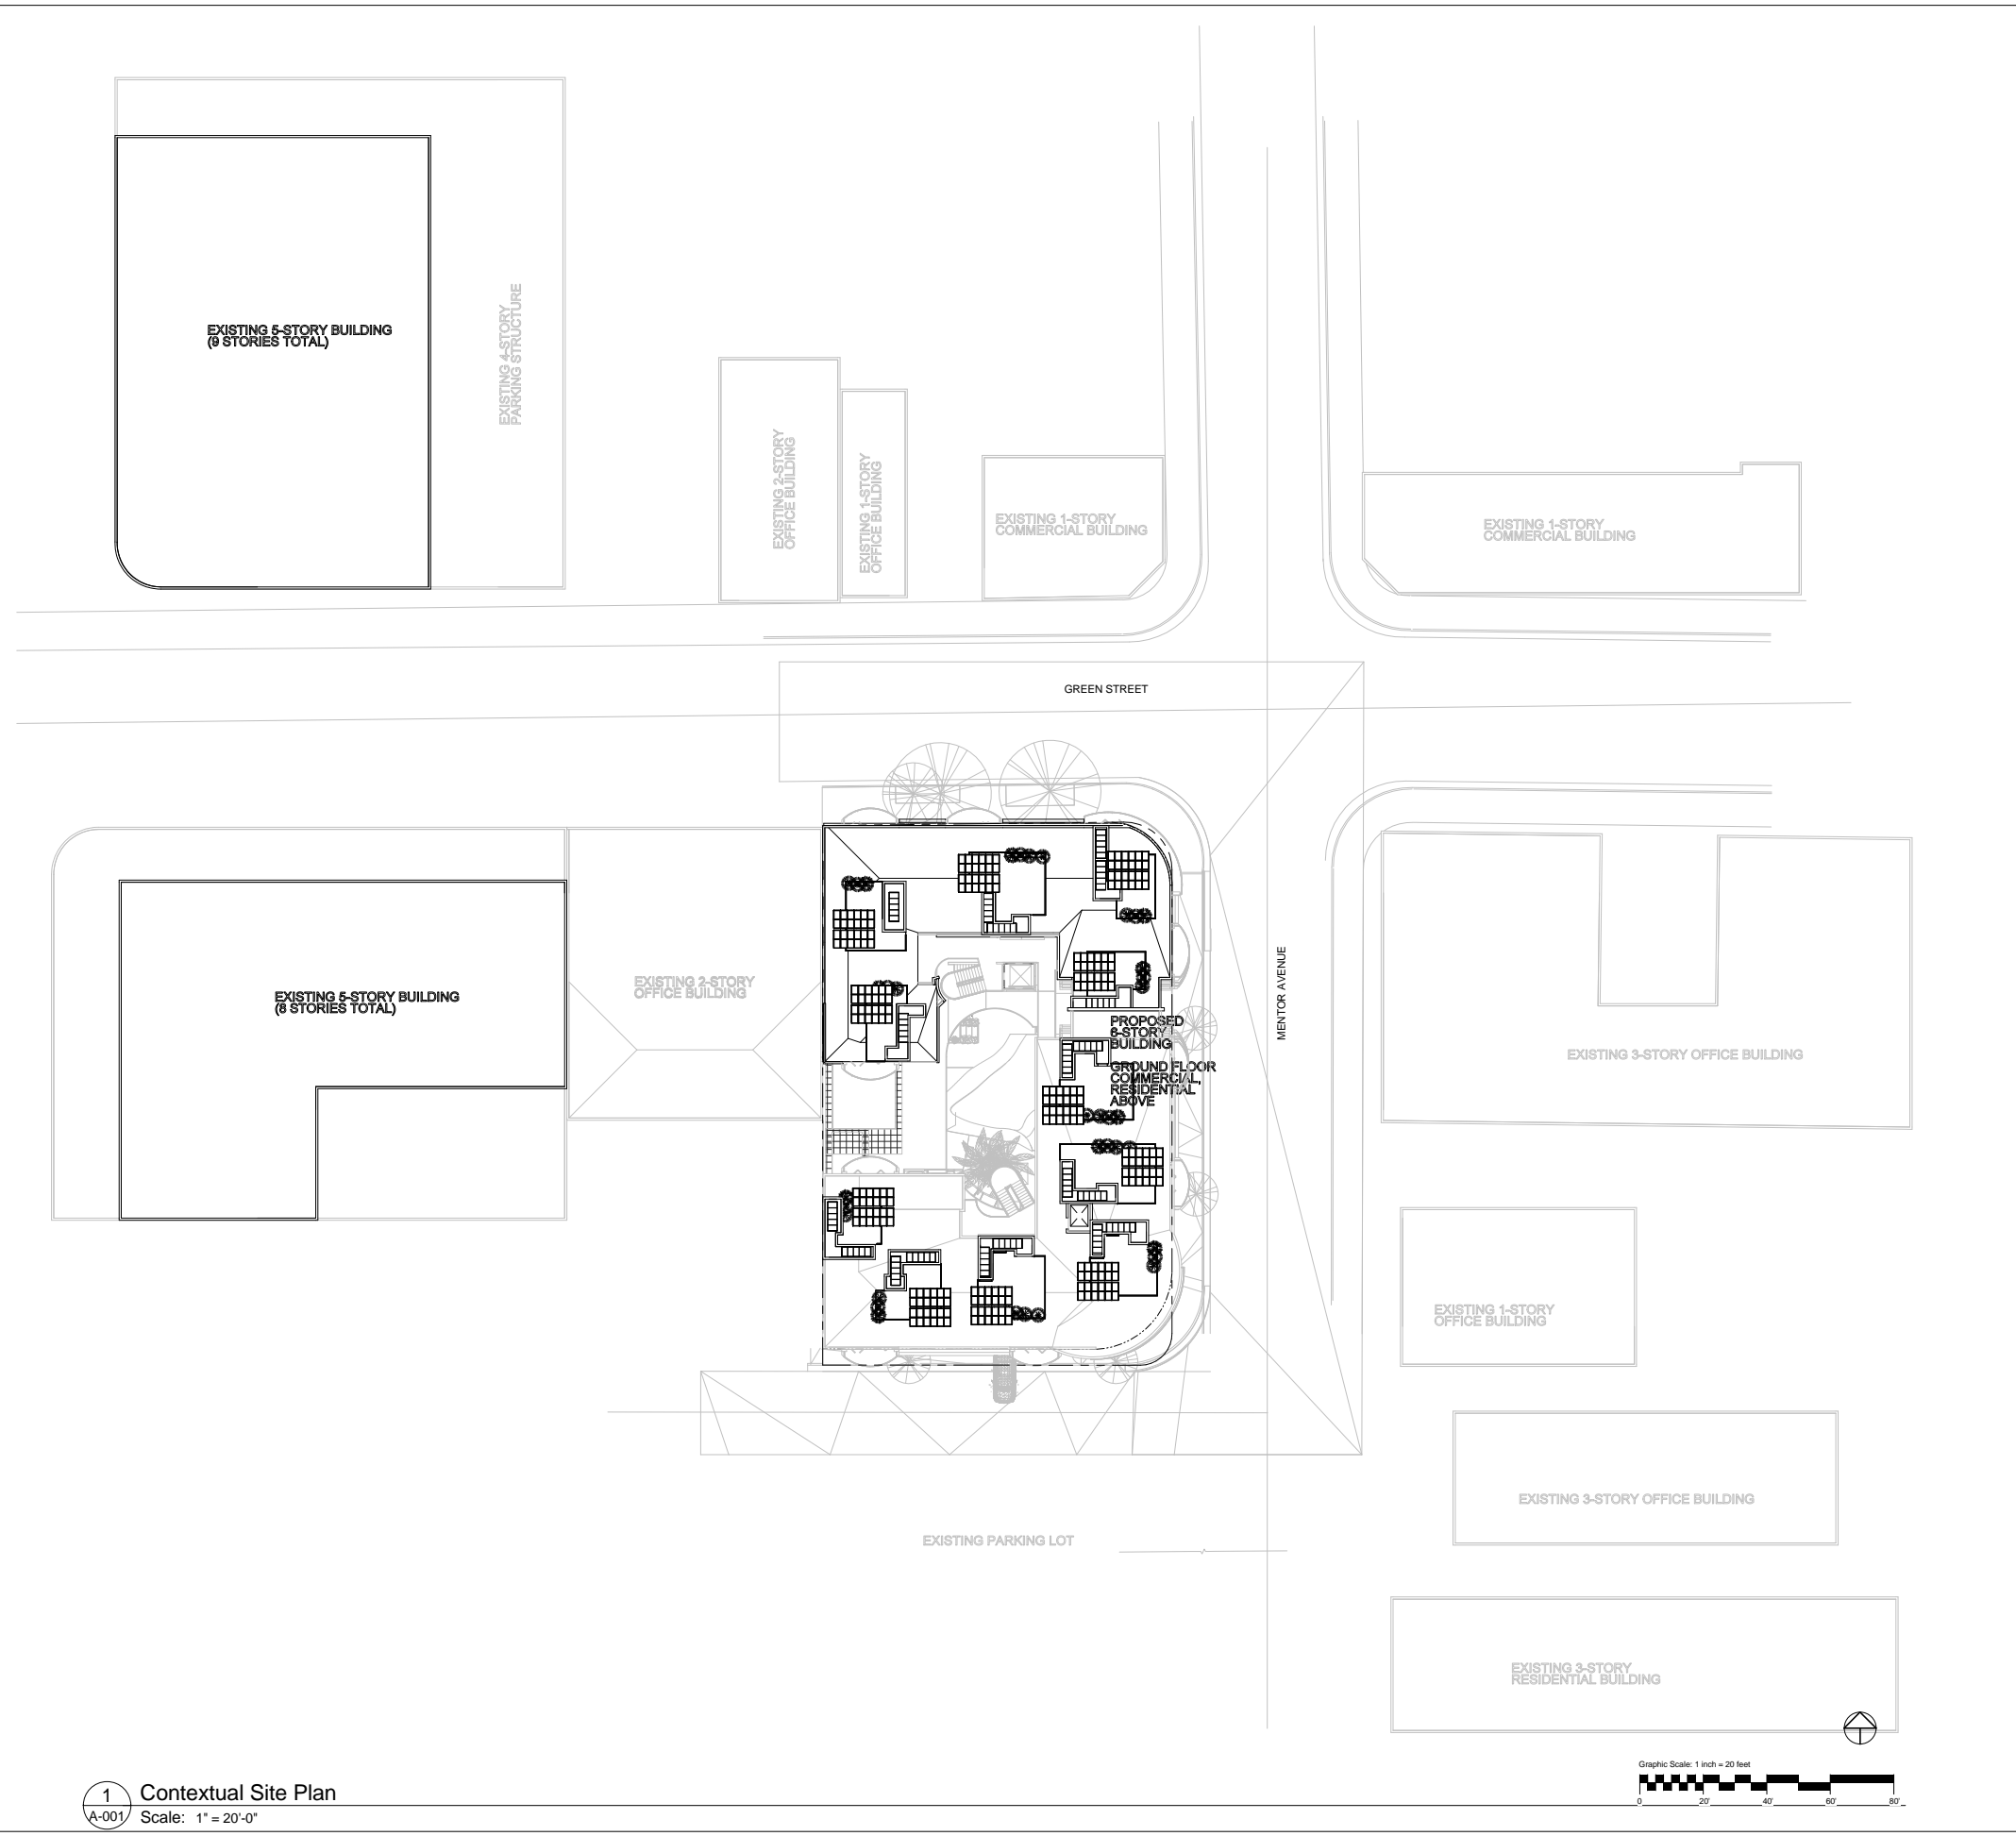 EXISTING 5-STORY BUILDING
(9 STORIES TOTAL)
EXISTING 4-STORY
PARKING STRUCTURE
EXISTING 2-STORY
OFFICE BUILDING
EXISTING 1-STORY
OFFICE BUILDING
EXISTING 1-STORY
COMMERCIAL BUILDING
EXISTING 1-STORY
COMMERCIAL BUILDING
GREEN STREET
MENTOR AVENUE
EXISTING 5-STORY BUILDING
(8 STORIES TOTAL)
EXISTING 2-STORY
OFFICE BUILDING
PROPOSED
6-STORY
BUILDING
GROUND FLOOR
COMMERCIAL,
RESIDENTIAL
ABOVE
EXISTING 3-STORY OFFICE BUILDING
EXISTING 1-STORY
OFFICE BUILDING
EXISTING 3-STORY OFFICE BUILDING
EXISTING PARKING LOT
EXISTING 3-STORY
RESIDENTIAL BUILDING
1
A-001
Contextual Site Plan
Scale: 1" = 20'-0"
Graphic Scale: 1 inch = 20 feet
0 20' 40' 60' 80'